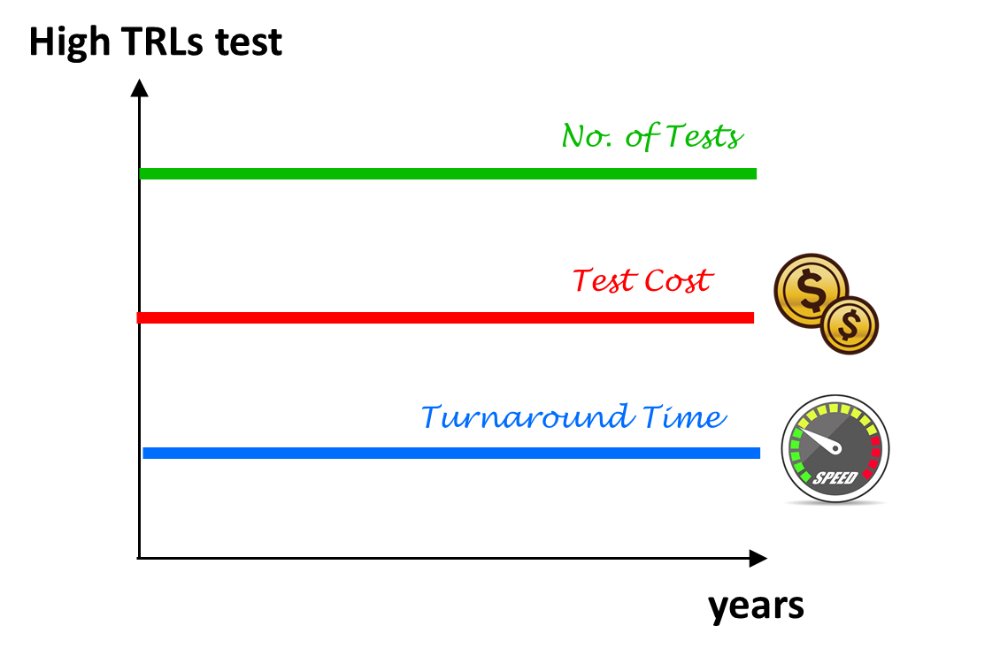 High TRLs test
No. of Tests
Test Cost
$
$
Turnaround Time
SPEED
years